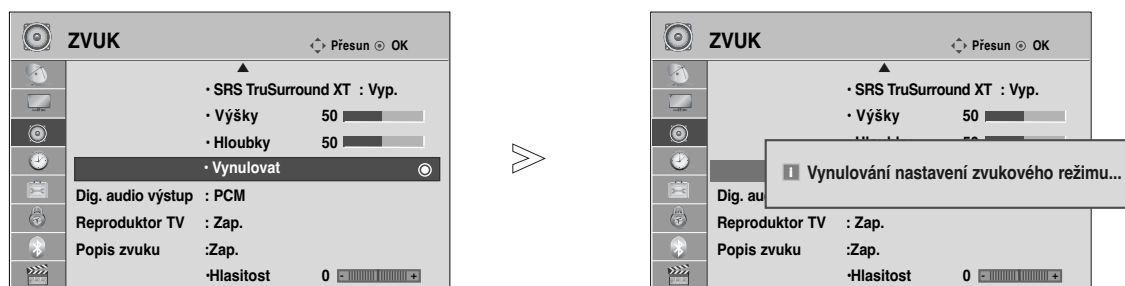 ZVUK
Přesun OK
• SRS TruSurround XT : Vyp.
• Výšky 50
• Hloubky 50
• Vynulovat
Dig. audio výstup : PCM
Reproduktor TV : Zap.
Popis zvuku :Zap.
•Hlasitost 0 - +
ZVUK
Přesun OK
• SRS TruSurround XT : Vyp.
• Výšky 50
Vynulování nastavení zvukového režimu...
Dig. au
Reproduktor TV : Zap.
Popis zvuku :Zap.
•Hlasitost 0 - +